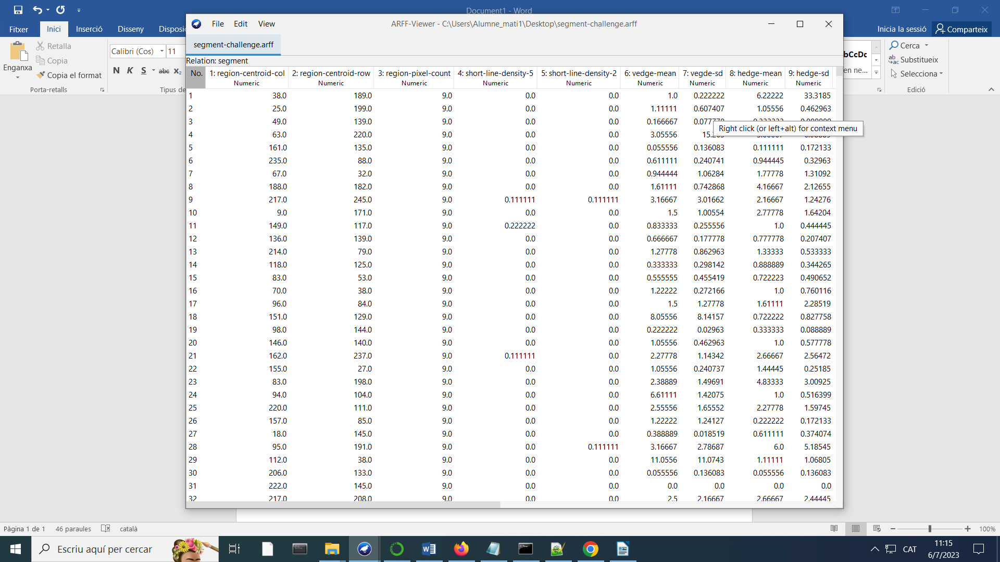 Document1 - Word
Fitxer Inici Inserció Disseny Disposi Inicia la sessió Comparteix
Enganxa
Retalla
Copia
Copia el format
Porta-retalls
Calibri (Cos) 11
N K S abc X₂
Tipus de
bCcDc
en ne...
Cerca
Substitueix
Selecciona
Edició
File Edit View ARFF-Viewer - C:\Users\Alumne_mati1\Desktop\segment-challenge.arff
segment-challenge.arff
Relation: segment
No. 1: region-centroid-col 2: region-centroid-row 3: region-pixel-count 4: short-line-density-5 5: short-line-density-2 6: vedge-mean 7: vegde-sd 8: hedge-mean 9: hedge-sd
Numeric Numeric Numeric Numeric Numeric Numeric Numeric Numeric Numeric
1 38.0 189.0 9.0 0.0 0.0 1.0 0.222222 6.22222 33.3185
2 25.0 199.0 9.0 0.0 0.0 1.11111 0.607407 1.05556 0.462963
3 49.0 139.0 9.0 0.0 0.0 0.166667
Right click (or left+alt) for context menu
4 63.0 220.0 9.0 0.0 0.0 3.05556
5 161.0 135.0 9.0 0.0 0.0 0.055556 0.136083 0.111111 0.172133
6 235.0 88.0 9.0 0.0 0.0 0.611111 0.240741 0.944445 0.32963
7 67.0 32.0 9.0 0.0 0.0 0.944444 1.06284 1.77778 1.31092
8 188.0 182.0 9.0 0.0 0.0 1.61111 0.742868 4.16667 2.12655
9 217.0 245.0 9.0 0.111111 0.111111 3.16667 3.01662 2.16667 1.24276
10 9.0 171.0 9.0 0.0 0.0 1.5 1.00554 2.77778 1.64204
11 149.0 117.0 9.0 0.222222 0.0 0.833333 0.255556 1.0 0.444445
12 136.0 139.0 9.0 0.0 0.0 0.666667 0.177778 0.777778 0.207407
13 214.0 79.0 9.0 0.0 0.0 1.27778 0.862963 1.33333 0.533333
14 118.0 125.0 9.0 0.0 0.0 0.333333 0.298142 0.888889 0.344265
15 83.0 53.0 9.0 0.0 0.0 0.555555 0.455419 0.722223 0.490652
16 70.0 38.0 9.0 0.0 0.0 1.22222 0.272166 1.0 0.760116
17 96.0 84.0 9.0 0.0 0.0 1.5 1.27778 1.61111 2.28519
18 151.0 129.0 9.0 0.0 0.0 8.05556 8.14157 0.722222 0.827758
19 98.0 144.0 9.0 0.0 0.0 0.222222 0.02963 0.333333 0.088889
20 146.0 140.0 9.0 0.0 0.0 1.05556 0.462963 1.0 0.577778
21 162.0 237.0 9.0 0.111111 0.0 2.27778 1.14342 2.66667 2.56472
22 155.0 27.0 9.0 0.0 0.0 1.05556 0.240737 1.44445 0.25185
23 83.0 198.0 9.0 0.0 0.0 2.38889 1.49691 4.83333 3.00925
24 94.0 104.0 9.0 0.0 0.0 6.61111 1.42075 1.0 0.516399
25 220.0 111.0 9.0 0.0 0.0 2.55556 1.65552 2.27778 1.59745
26 157.0 85.0 9.0 0.0 0.0 1.22222 1.24127 0.222222 0.172133
27 18.0 145.0 9.0 0.0 0.0 0.388889 0.018519 0.611111 0.374074
28 95.0 191.0 9.0 0.0 0.111111 3.16667 2.78687 6.0 5.18545
29 112.0 38.0 9.0 0.0 0.0 11.0556 11.0743 1.11111 1.06805
30 206.0 133.0 9.0 0.0 0.0 0.055556 0.136083 0.055556 0.136083
31 222.0 145.0 9.0 0.0 0.0 0.0 0.0 0.0 0.0
32 217.0 208.0 9.0 0.0 0.0 2.5 2.16667 2.66667 2.44445
Pàgina 1 de 1 46 paraules català 100%
Escriu aquí per cercar CAT 11:15
6/7/2023